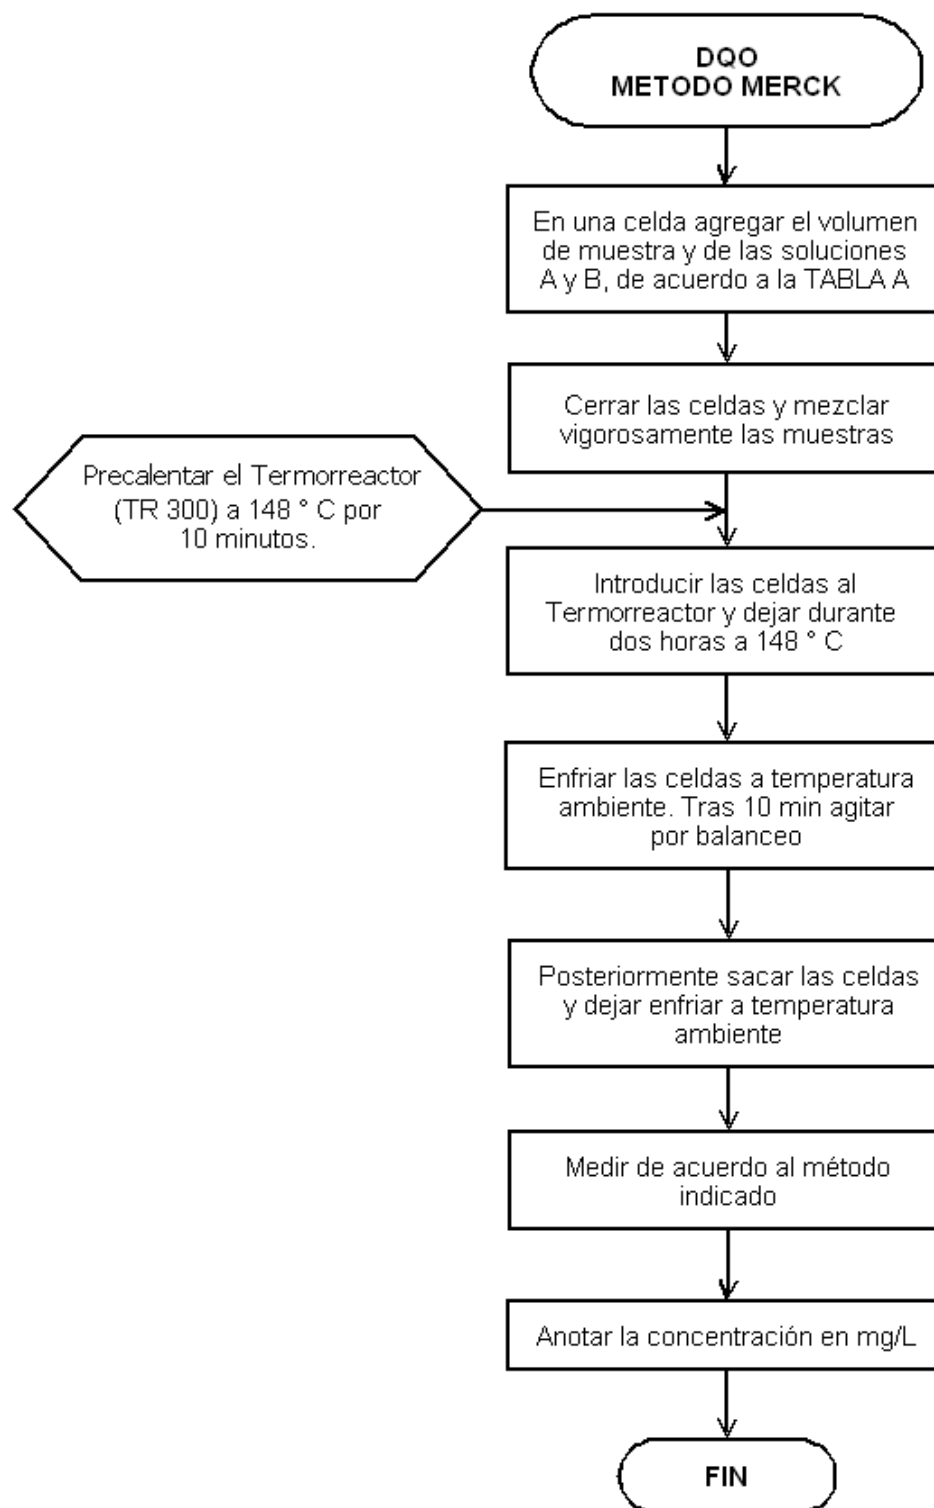 DQO
METODO MERCK
En una celda agregar el volumen
de muestra y de las soluciones
A y B, de acuerdo a la TABLA A
Cerrar las celdas y mezclar
vigorosamente las muestras
Precalentar el Termorreactor
(TR 300) a 148 ° C por
10 minutos.
Introducir las celdas al
Termorreactor y dejar durante
dos horas a 148 ° C
Enfriar las celdas a temperatura
ambiente. Tras 10 min agitar
por balanceo
Posteriormente sacar las celdas
y dejar enfriar a temperatura
ambiente
Medir de acuerdo al método
indicado
Anotar la concentración en mg/L
FIN